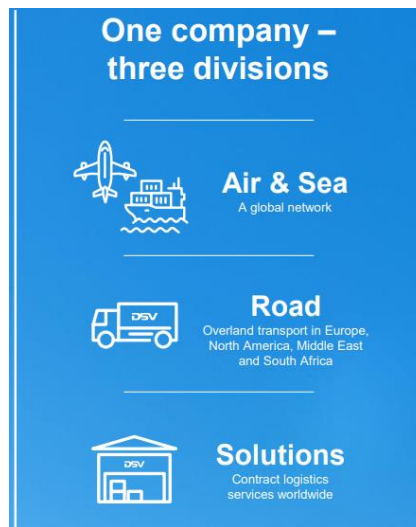 One company –
three divisions
Air & Sea
A global network
DSV
Road
Overland transport in Europe,
North America, Middle East
and South Africa
DSV
Solutions
Contract logistics
services worldwide